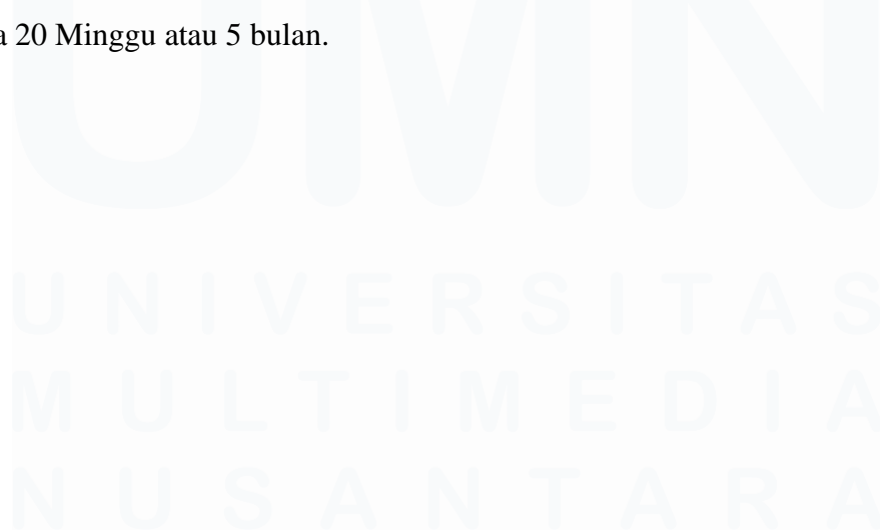 a 20 Minggu atau 5 bulan.
UMN
UNIVERSITAS
MULTIMEDIA
NUSANTARA